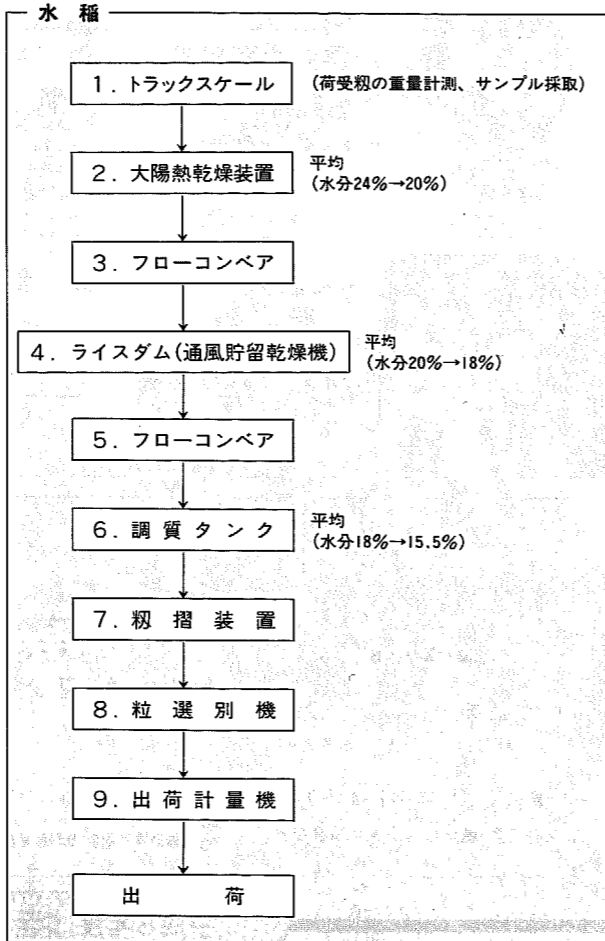 水稲
1. トラックスケール (荷受籾の重量計測、サンプル採取)
2.大陽熱乾燥装置 平均
(水分24%→20%)
3. フローコンベア
4. ライスダム(通風貯留乾燥機) 平均
(水分20%→18%)
5. フローコンベア
6. 調質タンク 平均
(水分18%→15.5%)
7. 籾摺装置
8. 粒選別機
9. 出荷計量機
出荷